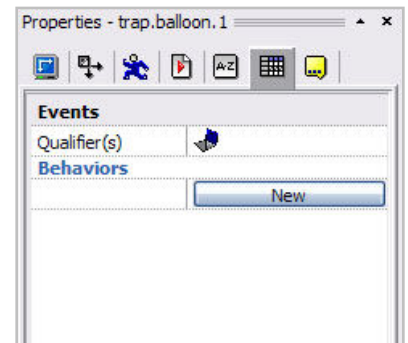 Properties - trap.balloon.1
A-Z
Events
Qualifier(s)
Behaviors
New